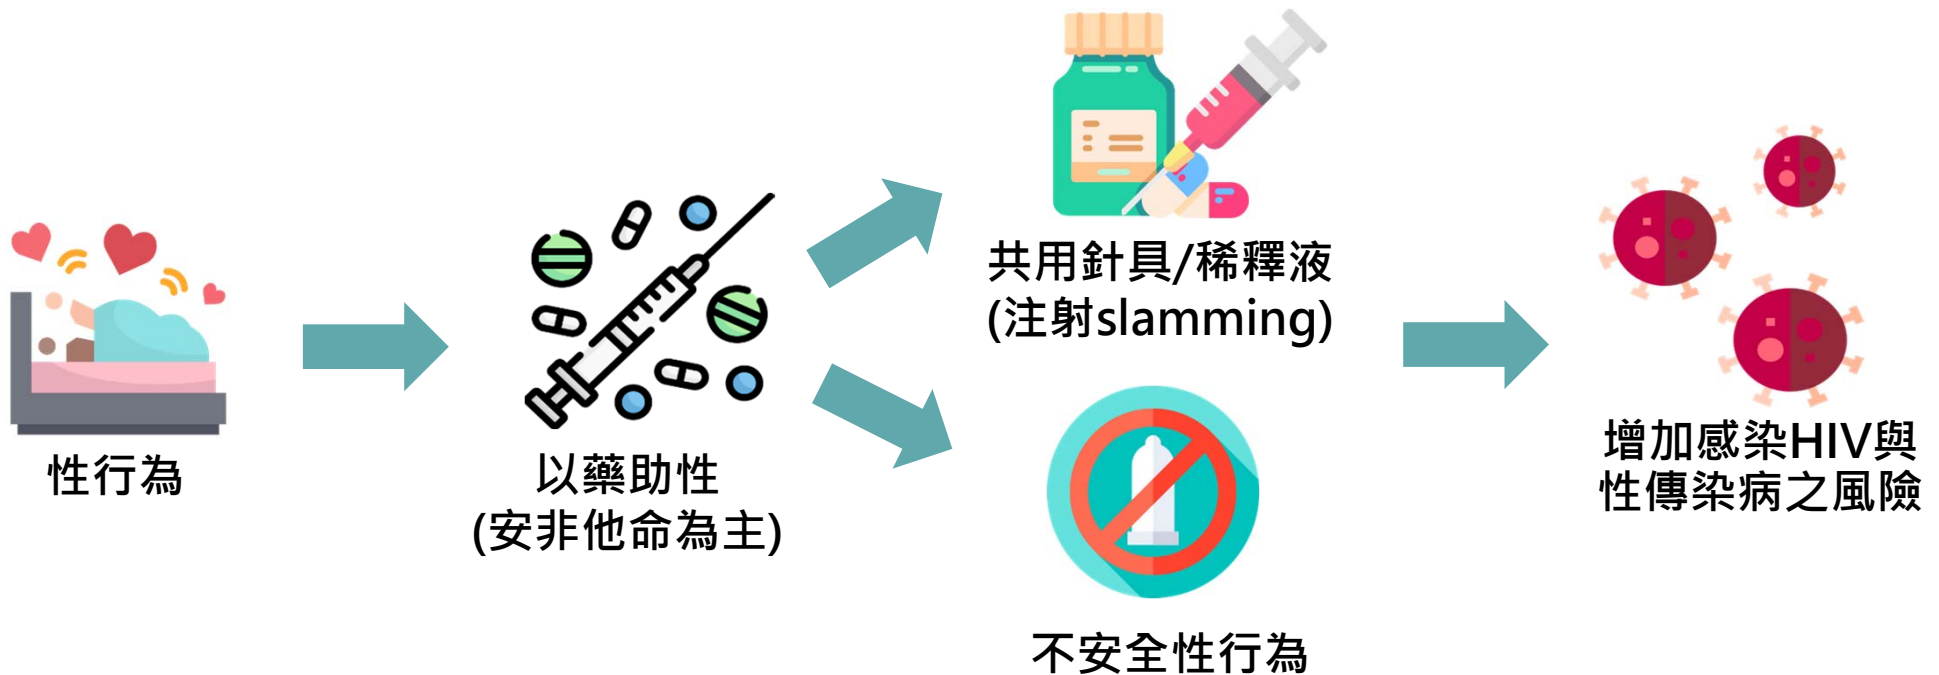 性行為
以藥助性
(安非他命為主)
共用針具/稀釋液
(注射slamming)
不安全性行為
增加感染HIV與
性傳染病之風險